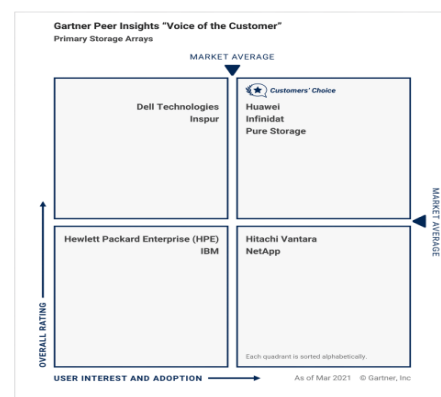 Gartner Peer Insights "Voice of the Customer"
Primary Storage Arrays
MARKET AVERAGE
Dell Technologies
Inspur
Customers' Choice
Huawei
Infinidat
Pure Storage
MARKET AVERAGE
Hewlett Packard Enterprise (HPE)
IBM
Hitachi Vantara
NetApp
Each quadrant is sorted alphabetically.
OVERALL RATING
USER INTEREST AND ADOPTION
As of Mar 2021 © Gartner, Inc